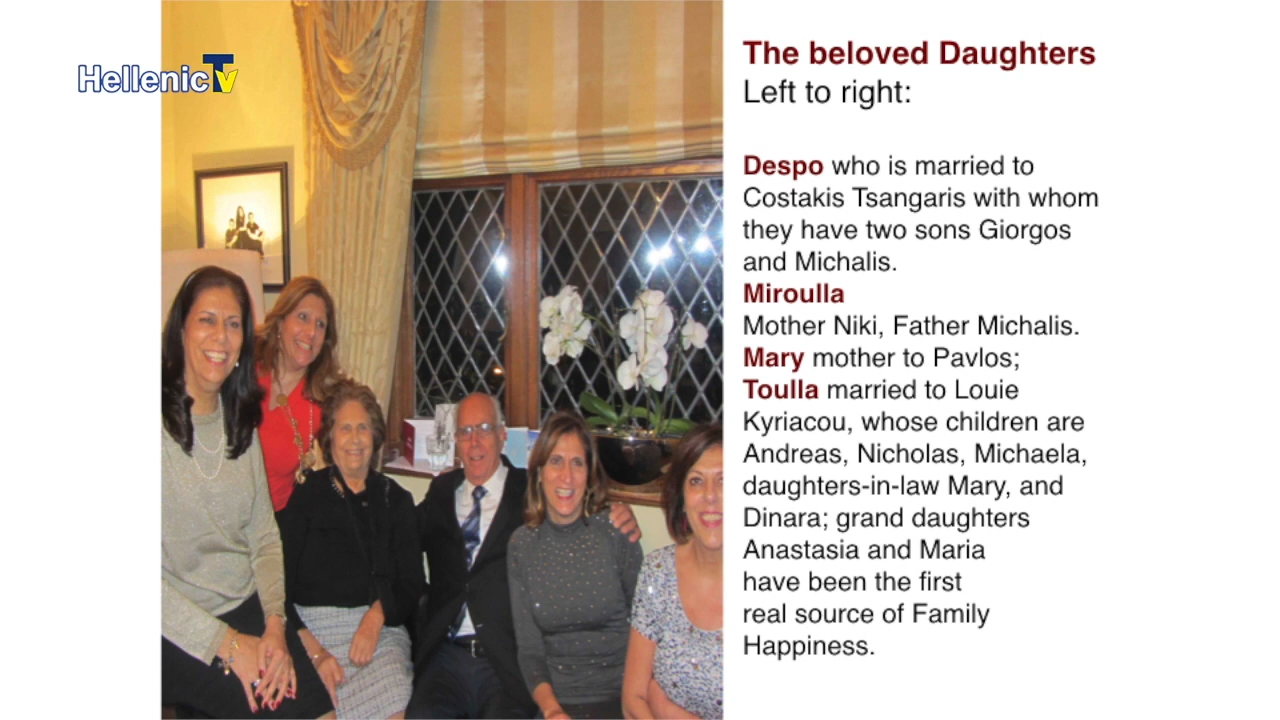 HellenicTv
The beloved Daughters
Left to right:
Despo who is married to
Costakis Tsangaris with whom
they have two sons Giorgos
and Michalis.
Miroulla
Mother Niki, Father Michalis.
Mary mother to Pavlos;
Toulla married to Louie
Kyriacou, whose children are
Andreas, Nicholas, Michaela,
daughters-in-law Mary, and
Dinara; grand daughters
Anastasia and Maria
have been the first
real source of Family
Happiness.